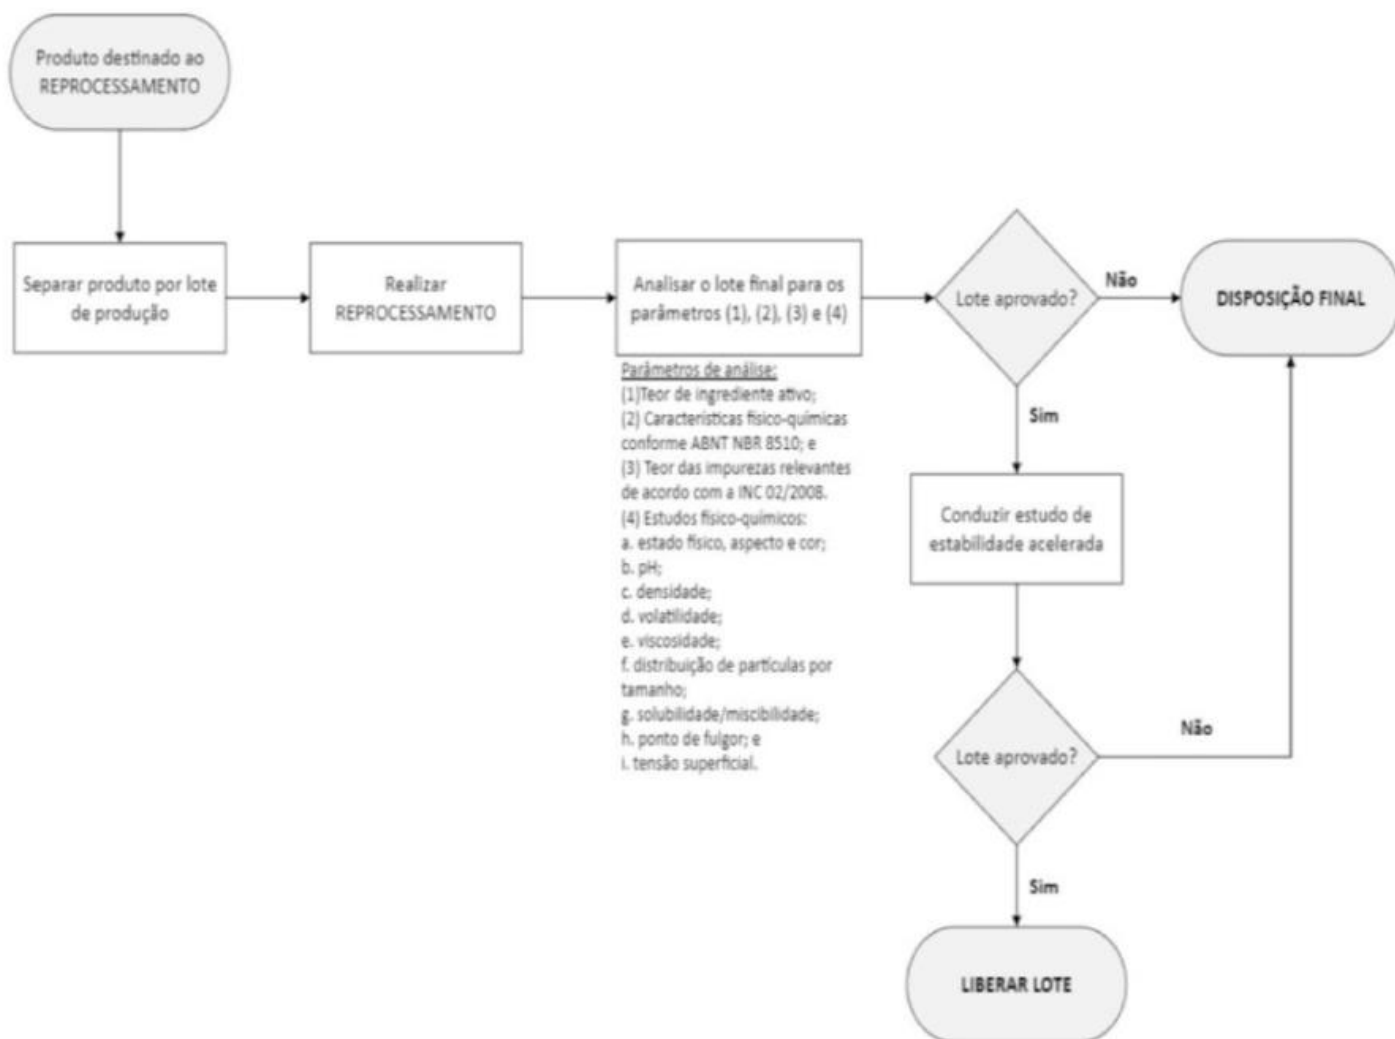 Produto destinado ao
REPROCESSAMENTO
Separar produto por lote
de produção
Realizar
REPROCESSAMENTO
Analisar o lote final para os
parâmetros (1), (2), (3) e (4)
Parâmetros de análise:
(1)Teor de ingrediente ativo;
(2) Características físico-químicas
conforme ABNT NBR 8510; e
(3) Teor das impurezas relevantes
de acordo com a INC 02/2008.
(4) Estudos físico-químicos:
a. estado físico, aspecto e cor;
b. pH;
c. densidade;
d. volatilidade;
e. viscosidade;
f. distribuição de partículas por
tamanho;
g. solubilidade/miscibilidade;
h. ponto de fulgor; e
i. tensão superficial.
Lote aprovado?
Não
DISPOSIÇÃO FINAL
Sim
Conduzir estudo de
estabilidade acelerada
Lote aprovado?
Não
Sim
LIBERAR LOTE